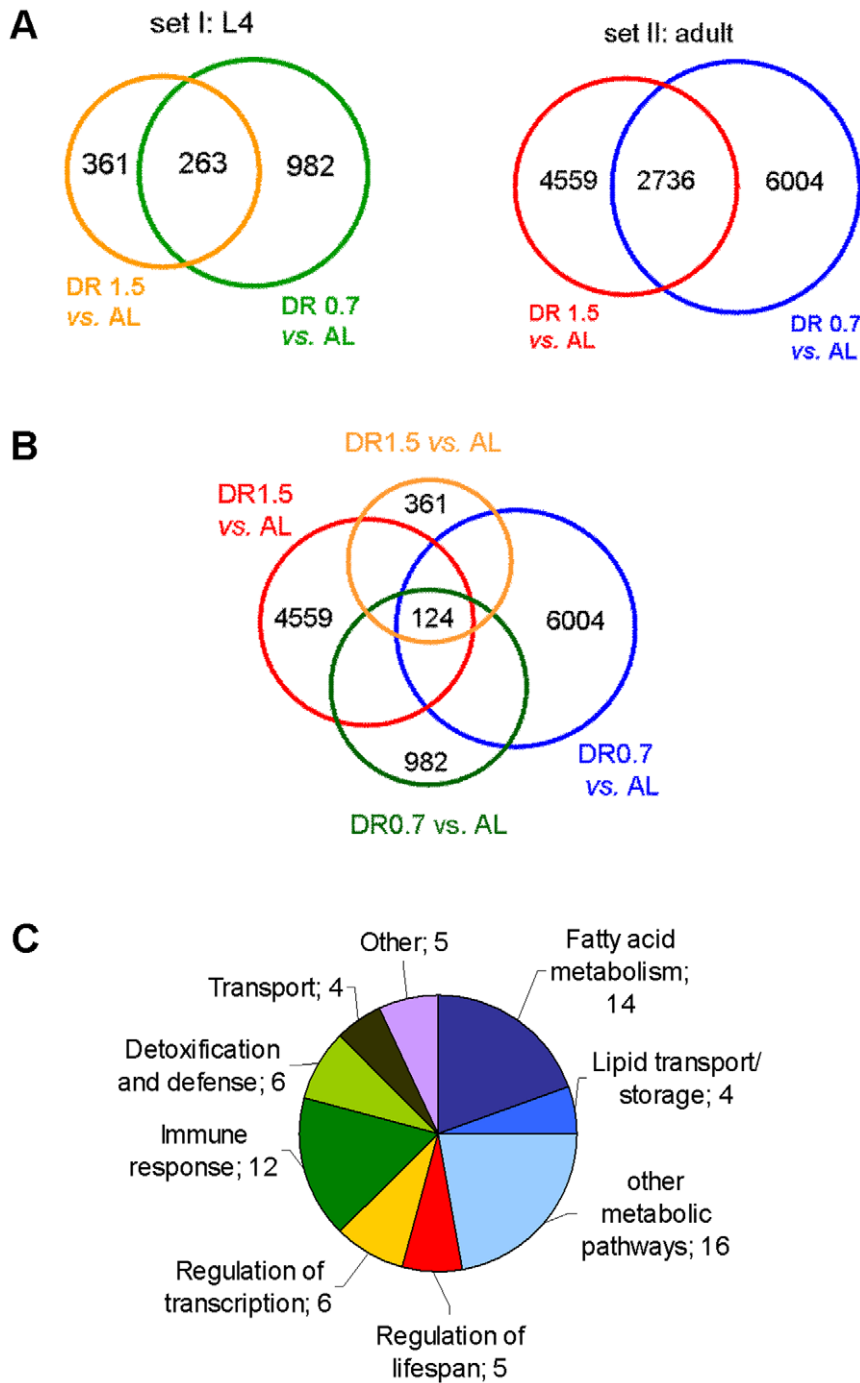 A
set I: L4
set II: adult
361
263
982
4559
2736
6004
DR 1.5
vs. AL
DR 0.7
vs. AL
DR 1.5
vs. AL
DR 0.7
vs. AL
B
DR1.5 vs. AL
DR1.5
vs. AL
361
4559
124
6004
982
DR0.7
vs. AL
DR0.7 vs. AL
C
Other; 5
Fatty acid
metabolism;
14
Transport; 4
Lipid transport/
storage; 4
Detoxification
and defense; 6
Immune
response; 12
other
metabolic
pathways; 16
Regulation of
transcription; 6
Regulation of
lifespan; 5